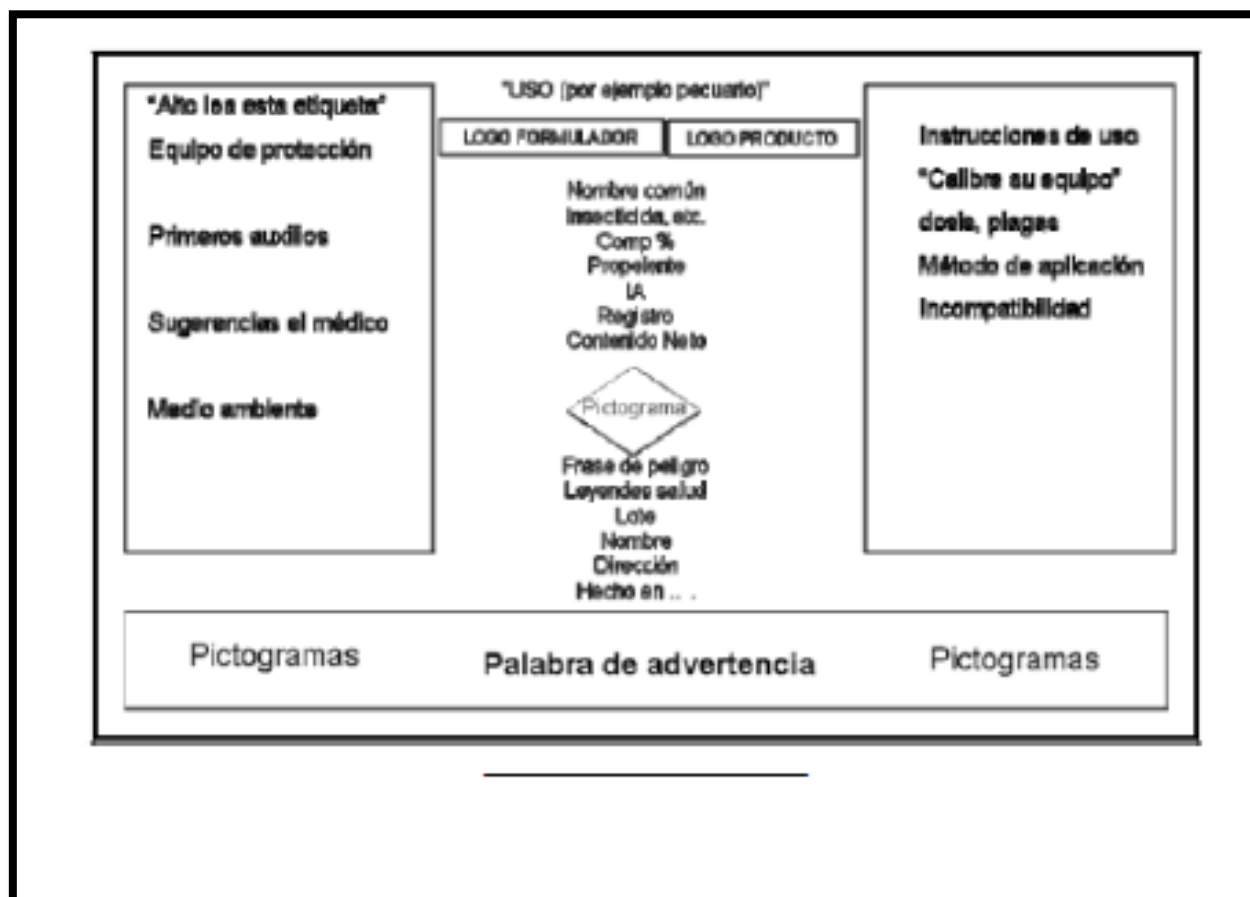 "Alto lea esta etiqueta"
Equipo de protección
Primeros auxilios
Sugerencias el médico
Medio ambiente
"USO (por ejemplo pecuario)"
LOGO FORMULADOR
LOGO PRODUCTO
Nombre común
Insecticida, etc.
Comp %
Propelente
IA
Registro
Contenido Neto
Pictograma
Frase de peligro
Leyendas salud
Lote
Nombre
Dirección
Hecho en .. .
Instrucciones de uso
"Calibre su equipo"
dosis, plagas
Método de aplicación
Incompatibilidad
Pictogramas
Palabra de advertencia
Pictogramas